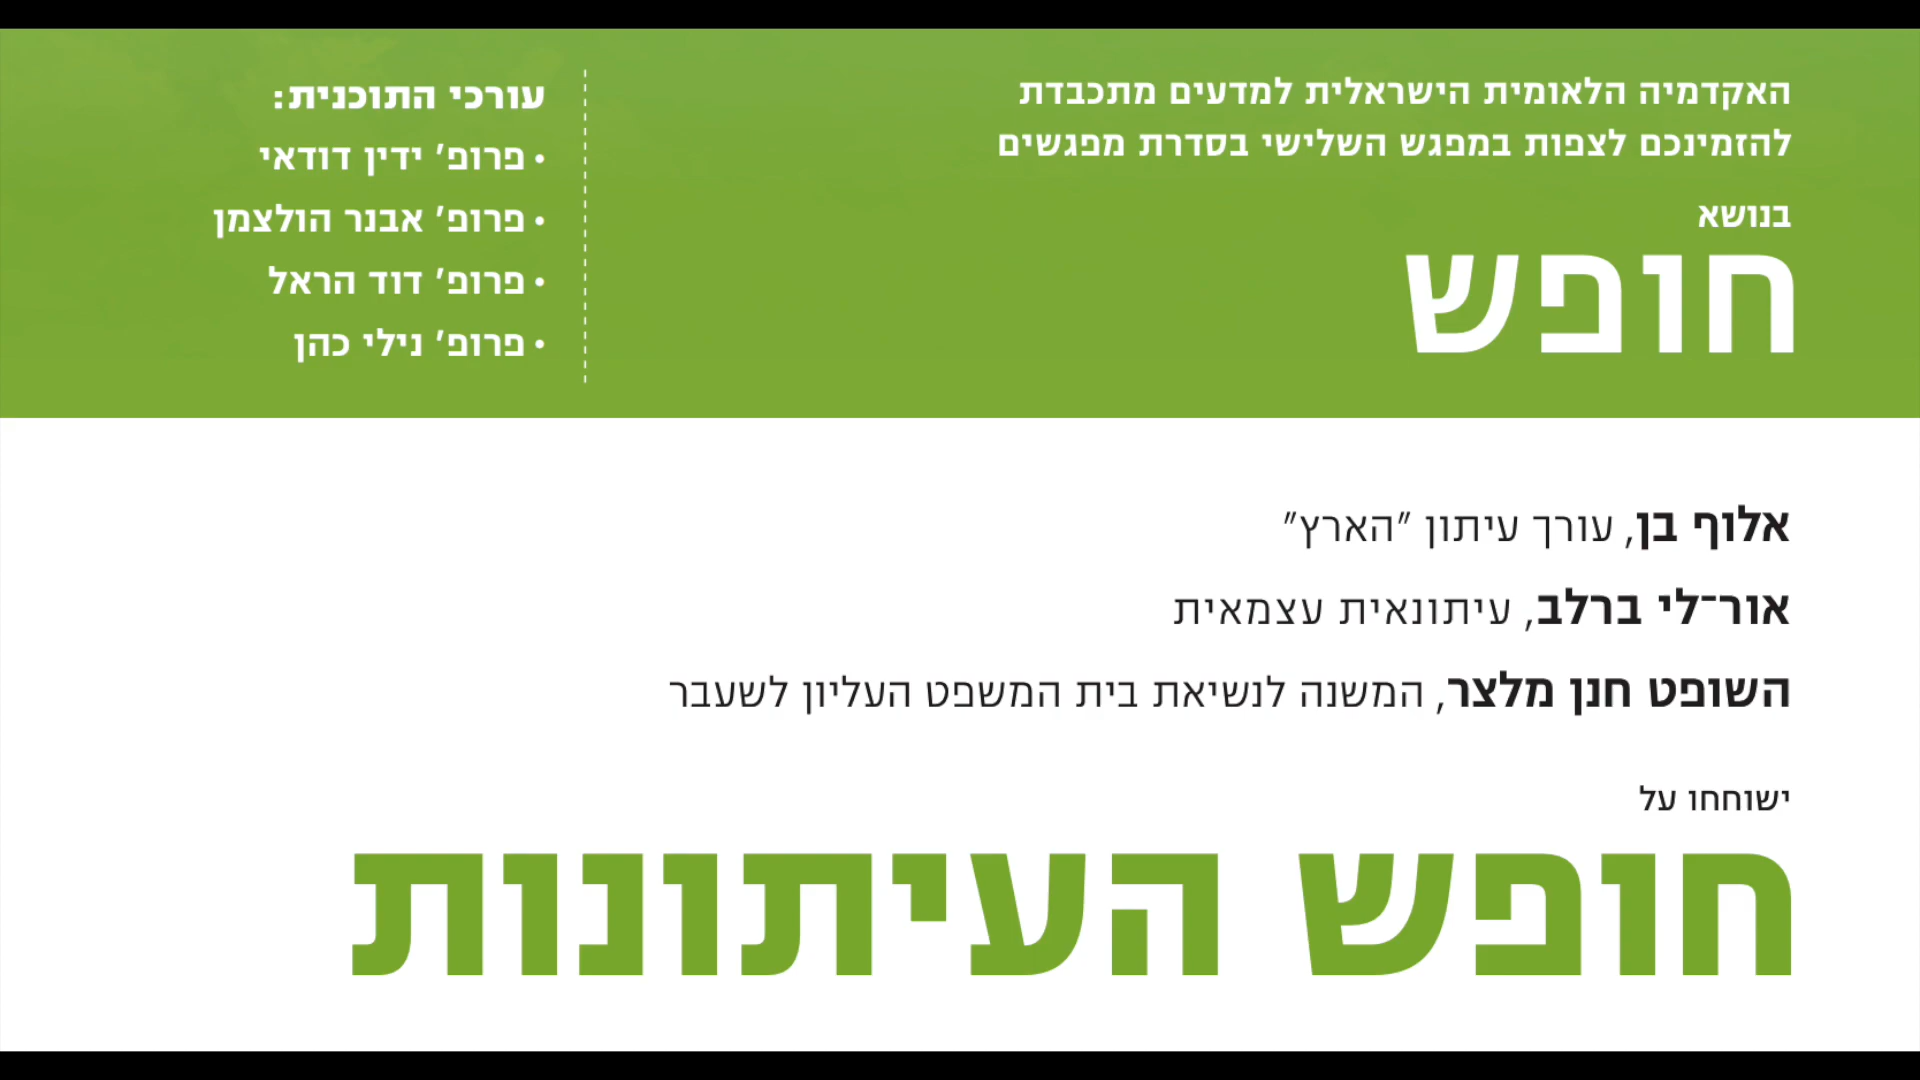 האקדמיה הלאומית הישראלית למדעים מתכבדת
להזמינכם לצפות במפגש השלישי בסדרת מפגשים
בנושא
חופש
עורכי התוכנית:
• פרופ׳ ידין דודאי
• פרופ׳ אבנר הולצמן
• פרופ׳ דוד הראל
• פרופ׳ נילי כהן
אלוף בן, עורך עיתון ״הארץ״
אור־לי ברלב, עיתונאית עצמאית
השופט חנן מלצר, המשנה לנשיאת בית המשפט העליון לשעבר
ישוחחו על
חופש העיתונות